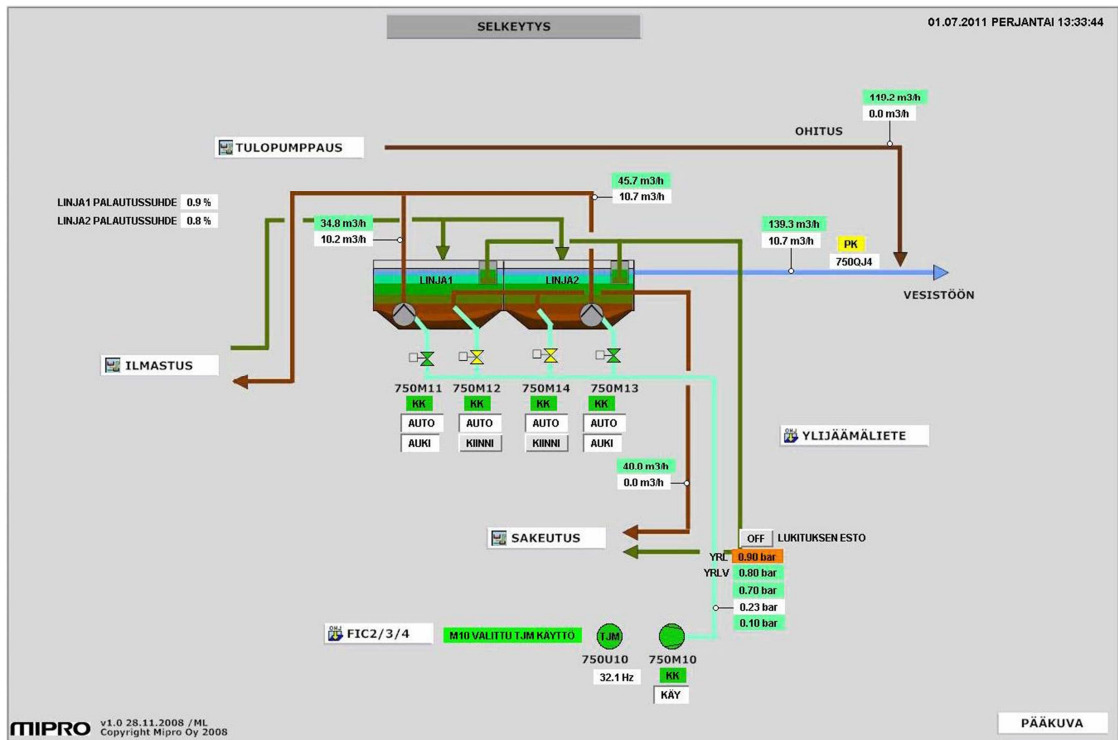 SELKEYTYS
01.07.2011 PERJANTAI 13:33:44
119.2 m3/h
0.0 m3/h
OHITUS
TULOPUMPPAUS
45.7 m3/h
10.7 m3/h
LINJA1 PALAUTUSSUHDE 0.9 %
LINJA2 PALAUTUSSUHDE 0.8 %
34.8 m3/h
10.2 m3/h
139.3 m3/h
10.7 m3/h
PK
750QJ4
LINJA1
LINJA2
VESISTÖÖN
ILMASTUS
750M11 750M12 750M14 750M13
KK KK KK KK
AUTO AUTO AUTO AUTO
AUKI KIINNI KIINNI AUKI
YLIJÄÄMÄLIETE
40.0 m3/h
0.0 m3/h
SAKEUTUS
OFF LUKITUKSEN ESTO
YRL 0.90 bar
YRLV 0.80 bar
0.70 bar
0.23 bar
0.10 bar
FIC2/3/4
M10 VALITTU TJM KÄYTTÖ
TJM
750U10 750M10
32.1 Hz
KK
KÄY
MIPRO
v1.0 28.11.2008 /ML
Copyright Mipro Oy 2008
PÄÄKUVA